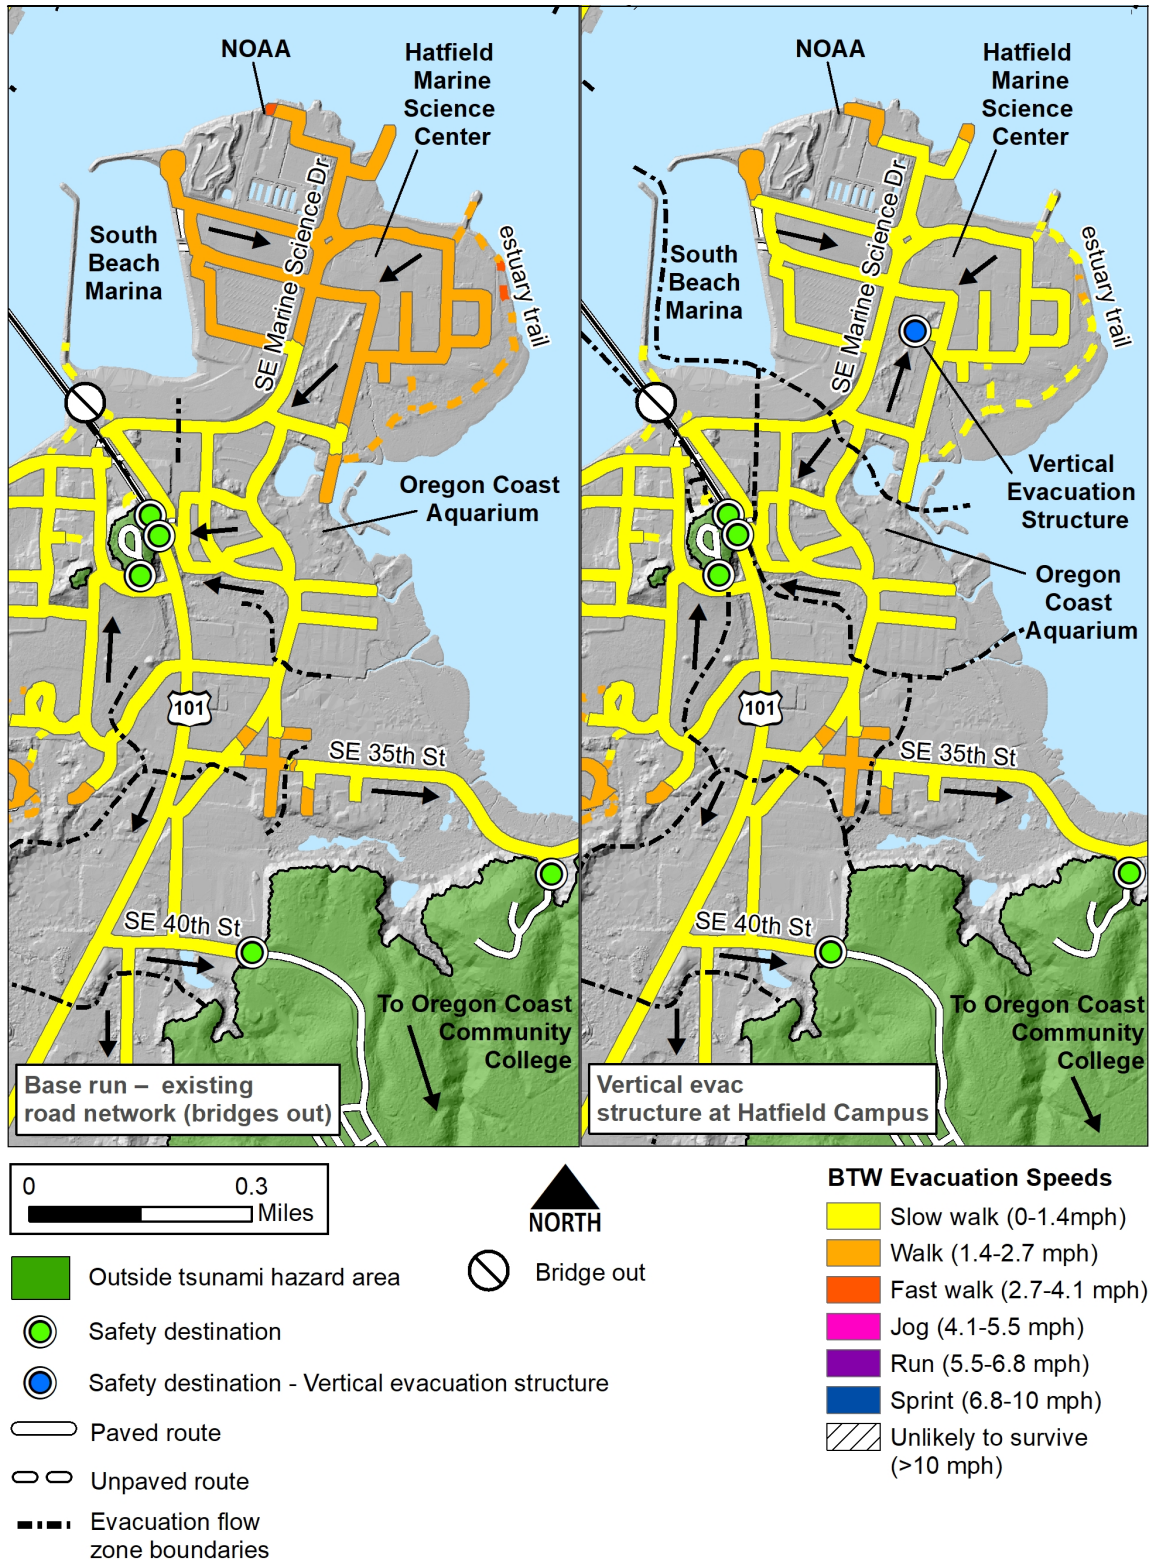 NOAA
Hatfield
Marine
Science
Center
SE Marine Science Dr
South
Beach
Marina
estuary trail
Oregon Coast
Aquarium
101
SE 35th St
SE 40th St
To Oregon Coast
Community
College
Base run – existing
road network (bridges out)
NOAA
Hatfield
Marine
Science
Center
SE Marine Science Dr
South
Beach
Marina
estuary trail
Vertical
Evacuation
Structure
Oregon
Coast
Aquarium
101
SE 35th St
SE 40th St
To Oregon Coast
Community
College
Vertical evac
structure at Hatfield Campus
0 0.3
Miles
NORTH
Outside tsunami hazard area
Bridge out
Safety destination
Safety destination - Vertical evacuation structure
Paved route
Unpaved route
Evacuation flow
zone boundaries
BTW Evacuation Speeds
Slow walk (0-1.4mph)
Walk (1.4-2.7 mph)
Fast walk (2.7-4.1 mph)
Jog (4.1-5.5 mph)
Run (5.5-6.8 mph)
Sprint (6.8-10 mph)
Unlikely to survive
(>10 mph)